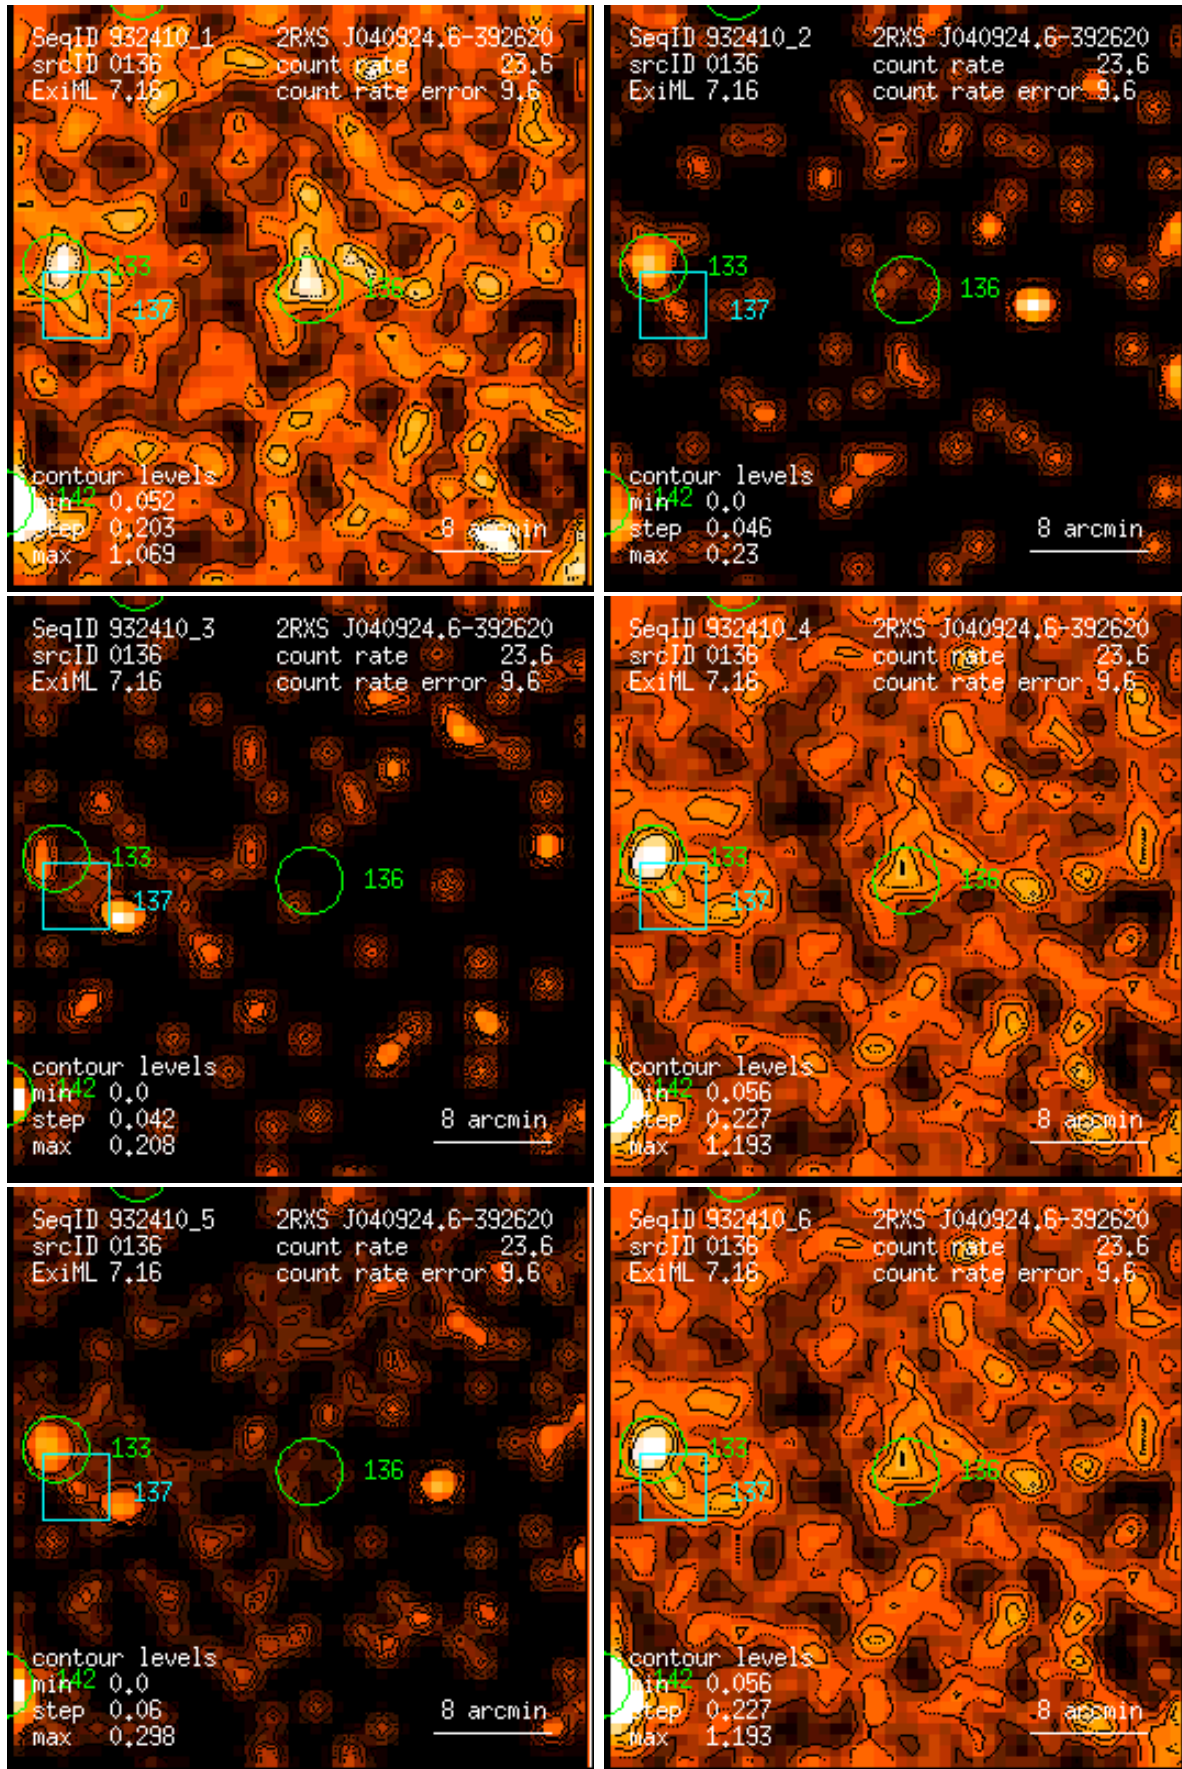 SeqID 932410_1 2RXS J040924.6-392620
srcID 0136 count rate 23.6
ExiML 7.16 count rate error 9.6
133
136
137
contour levels
142
min 0.052
step 0.203
8 arcmin
max 1.069
SeqID 932410_2 2RXS J040924.6-392620
srcID 0136 count rate 23.6
ExiML 7.16 count rate error 9.6
133
136
137
contour levels
142
min 0.0
step 0.046
8 arcmin
max 0.23
SeqID 932410_3 2RXS J040924.6-392620
srcID 0136 count rate 23.6
ExiML 7.16 count rate error 9.6
133
136
137
contour levels
142
min 0.0
step 0.042
8 arcmin
max 0.208
SeqID 932410_4 2RXS J040924.6-392620
srcID 0136 count rate 23.6
ExiML 7.16 count rate error 9.6
133
136
137
contour levels
142
min 0.056
step 0.227
8 arcmin
max 1.193
SeqID 932410_5 2RXS J040924.6-392620
srcID 0136 count rate 23.6
ExiML 7.16 count rate error 9.6
133
136
137
contour levels
142
min 0.0
step 0.06
8 arcmin
max 0.298
SeqID 932410_6 2RXS J040924.6-392620
srcID 0136 count rate 23.6
ExiML 7.16 count rate error 9.6
133
136
137
contour levels
142
min 0.056
step 0.227
8 arcmin
max 1.193